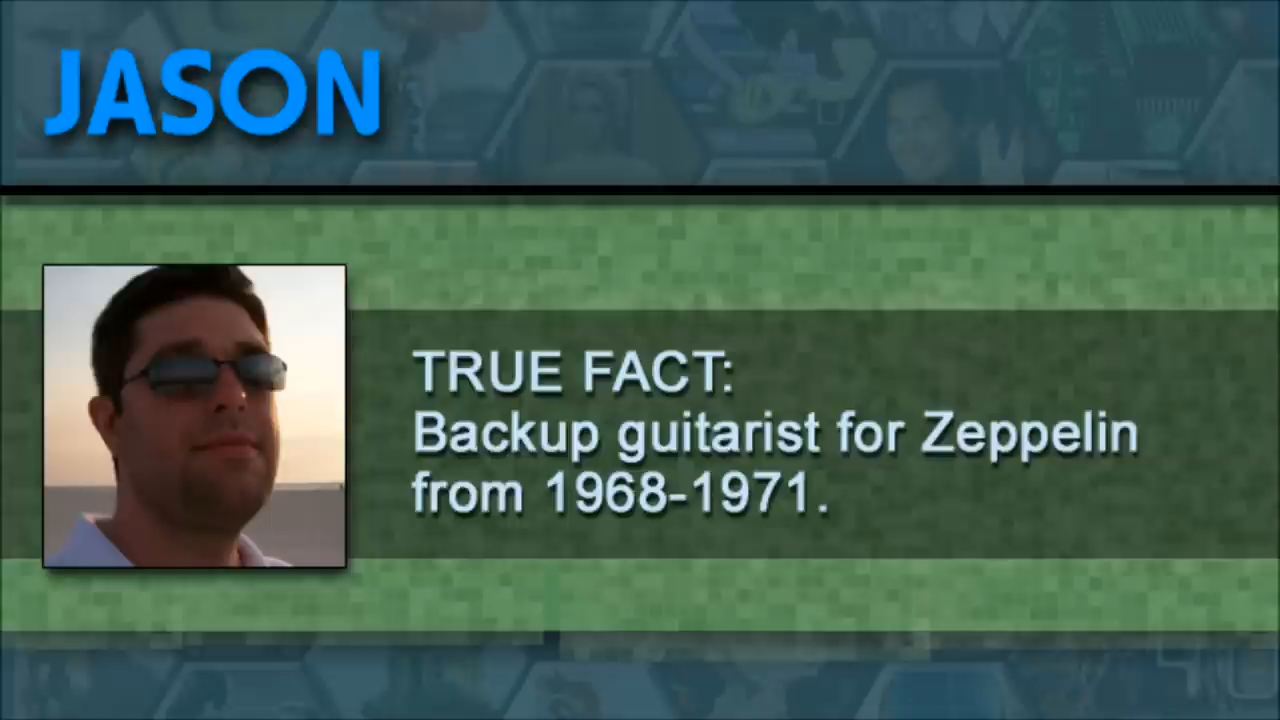 JASON
TRUE FACT:
Backup guitarist for Zeppelin
from 1968-1971.